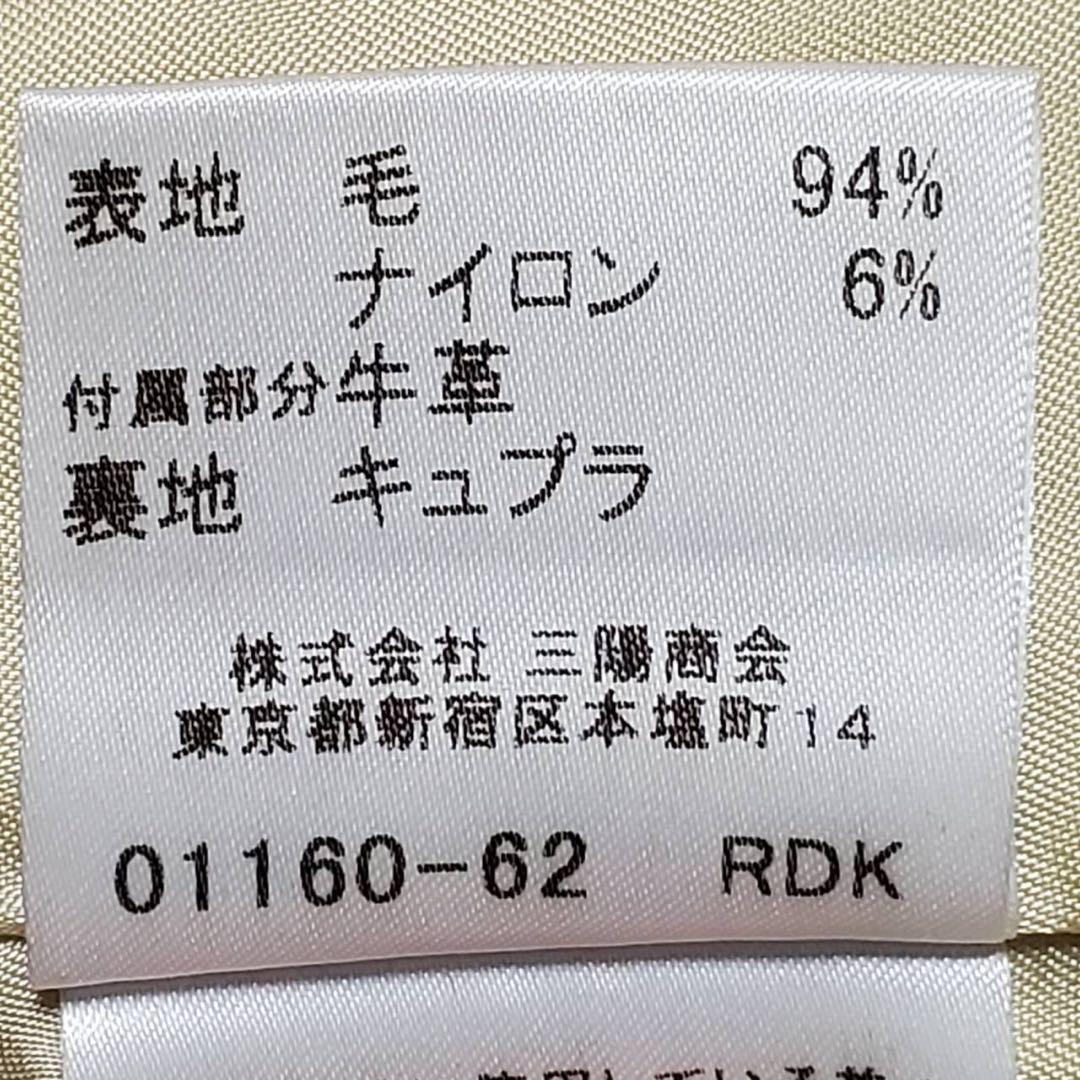 表地 毛 94%
ナイロン 6%
付属部分 牛革
裏地 キュプラ
株式会社 三陽商会
東京都新宿区本塩町14
01160-62 RDK